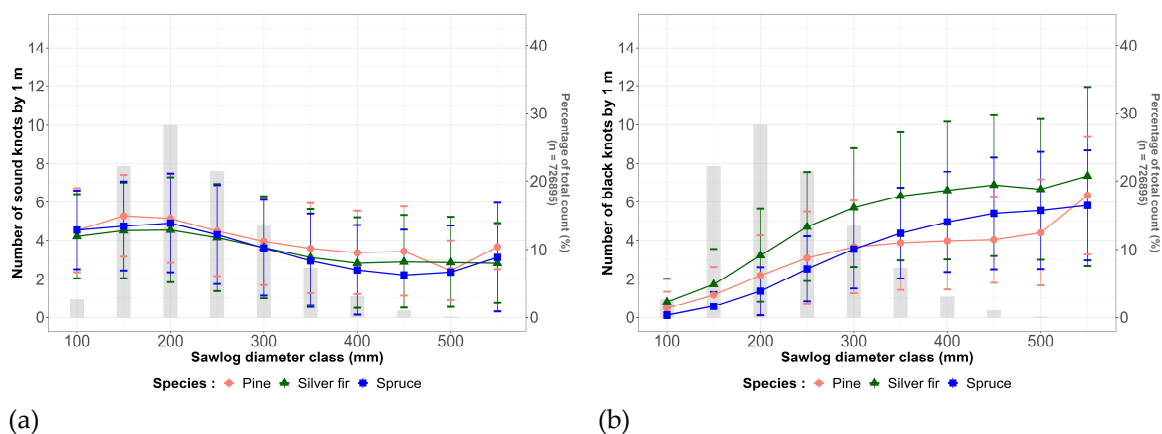 Number of sound knots by 1 m
14
12
10
8
6
4
2
0
100
200
300
400
500
Sawlog diameter class (mm)
40
30
20
10
0
Percentage of total count (%)
(n = 726895)
Species :
Pine
Silver fir
Spruce
(a)
Number of black knots by 1 m
14
12
10
8
6
4
2
0
100
200
300
400
500
Sawlog diameter class (mm)
40
30
20
10
0
Percentage of total count (%)
(n = 726895)
Species :
Pine
Silver fir
Spruce
(b)